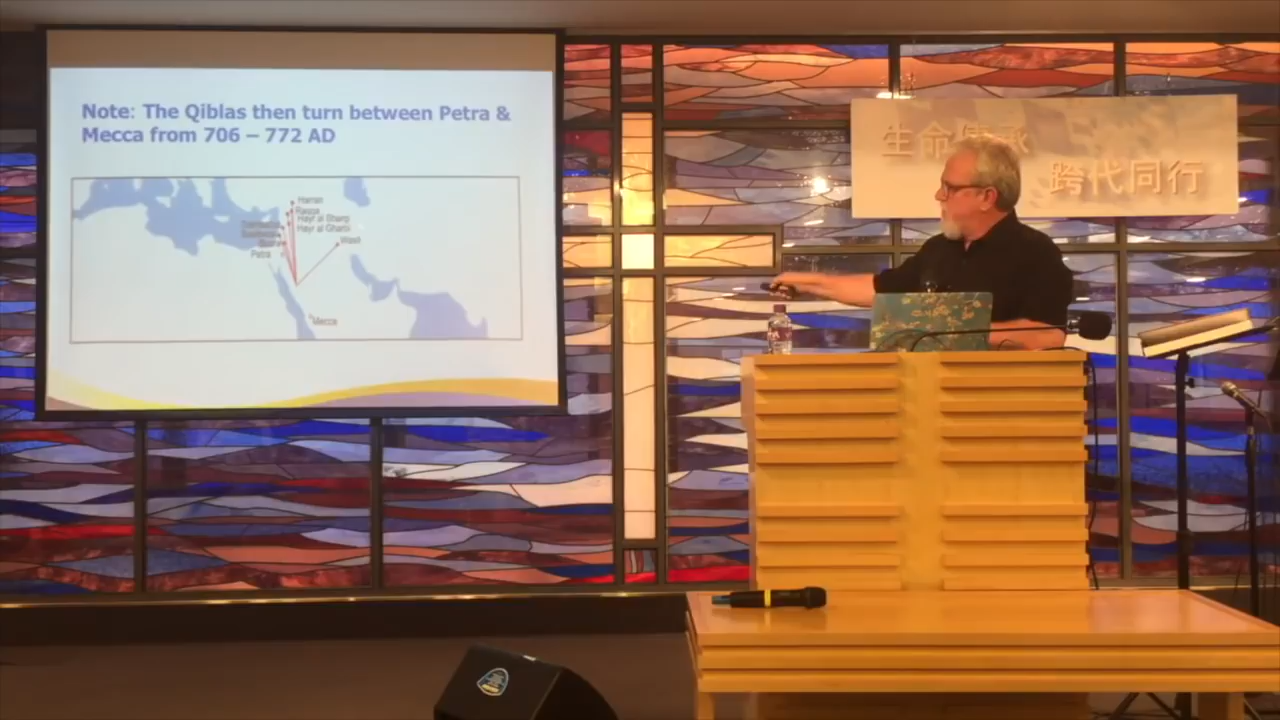 Note: The Qiblas then turn between Petra &
Mecca from 706 – 772 AD
Harran
Raqqa
Hayr al Sharqi
Hayr al Gharbi
Wasit
Petra
Mecca
生命傳承
跨代同行